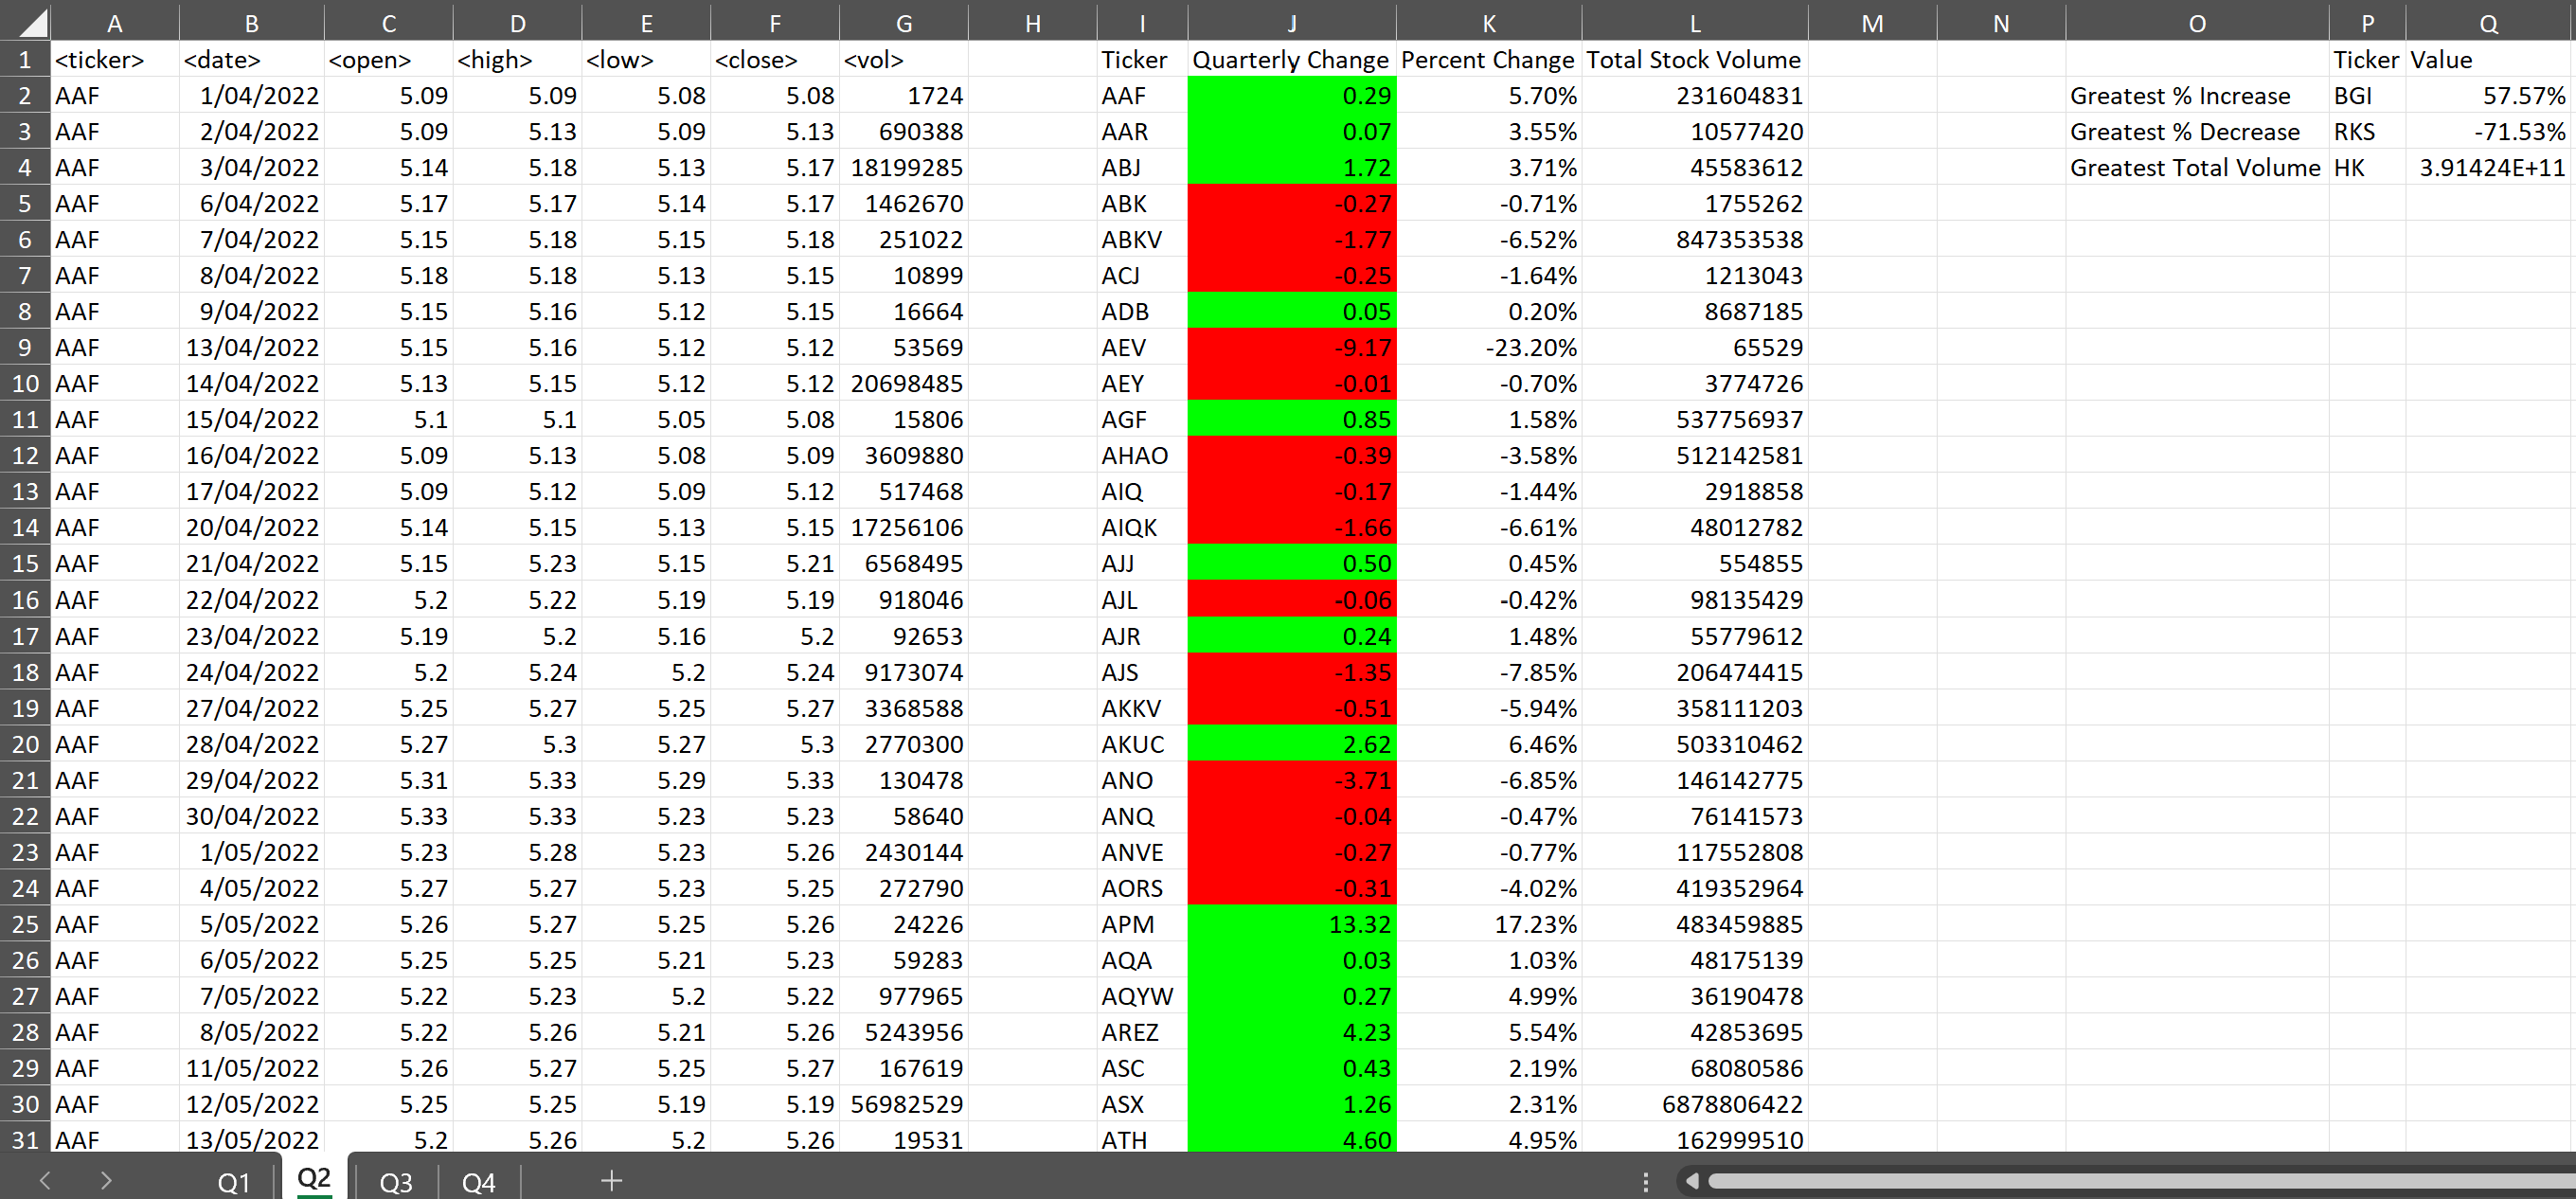 A B C D E F G H I J K L M N O P Q
1 <ticker> <date> <open> <high> <low> <close> <vol> Ticker Quarterly Change Percent Change Total Stock Volume Ticker Value
2 AAF 1/04/2022 5.09 5.09 5.08 5.08 1724 AAF 0.29 5.70% 231604831 Greatest % Increase BGI 57.57%
3 AAF 2/04/2022 5.09 5.13 5.09 5.13 690388 AAR 0.07 3.55% 10577420 Greatest % Decrease RKS -71.53%
4 AAF 3/04/2022 5.14 5.18 5.13 5.17 18199285 ABJ 1.72 3.71% 45583612 Greatest Total Volume HK 3.91424E+11
5 AAF 6/04/2022 5.17 5.17 5.14 5.17 1462670 ABK -0.27 -0.71% 1755262
6 AAF 7/04/2022 5.15 5.18 5.15 5.18 251022 ABKV -1.77 -6.52% 847353538
7 AAF 8/04/2022 5.18 5.18 5.13 5.15 10899 ACJ -0.25 -1.64% 1213043
8 AAF 9/04/2022 5.15 5.16 5.12 5.15 16664 ADB 0.05 0.20% 8687185
9 AAF 13/04/2022 5.15 5.16 5.12 5.12 53569 AEV -9.17 -23.20% 65529
10 AAF 14/04/2022 5.13 5.15 5.12 5.12 20698485 AEY -0.01 -0.70% 3774726
11 AAF 15/04/2022 5.1 5.1 5.05 5.08 15806 AGF 0.85 1.58% 537756937
12 AAF 16/04/2022 5.09 5.13 5.08 5.09 3609880 AHAO -0.39 -3.58% 512142581
13 AAF 17/04/2022 5.09 5.12 5.09 5.12 517468 AIQ -0.17 -1.44% 2918858
14 AAF 20/04/2022 5.14 5.15 5.13 5.15 17256106 AIQK -1.66 -6.61% 48012782
15 AAF 21/04/2022 5.15 5.23 5.15 5.21 6568495 AJJ 0.50 0.45% 554855
16 AAF 22/04/2022 5.2 5.22 5.19 5.19 918046 AJL -0.06 -0.42% 98135429
17 AAF 23/04/2022 5.19 5.2 5.16 5.2 92653 AJR 0.24 1.48% 55779612
18 AAF 24/04/2022 5.2 5.24 5.2 5.24 9173074 AJS -1.35 -7.85% 206474415
19 AAF 27/04/2022 5.25 5.27 5.25 5.27 3368588 AKKV -0.51 -5.94% 358111203
20 AAF 28/04/2022 5.27 5.3 5.27 5.3 2770300 AKUC 2.62 6.46% 503310462
21 AAF 29/04/2022 5.31 5.33 5.29 5.33 130478 ANO -3.71 -6.85% 146142775
22 AAF 30/04/2022 5.33 5.33 5.23 5.23 58640 ANQ -0.04 -0.47% 76141573
23 AAF 1/05/2022 5.23 5.28 5.23 5.26 2430144 ANVE -0.27 -0.77% 117552808
24 AAF 4/05/2022 5.27 5.27 5.23 5.25 272790 AORS -0.31 -4.02% 419352964
25 AAF 5/05/2022 5.26 5.27 5.25 5.26 24226 APM 13.32 17.23% 483459885
26 AAF 6/05/2022 5.25 5.25 5.21 5.23 59283 AQA 0.03 1.03% 48175139
27 AAF 7/05/2022 5.22 5.23 5.2 5.22 977965 AQYW 0.27 4.99% 36190478
28 AAF 8/05/2022 5.22 5.26 5.21 5.26 5243956 AREZ 4.23 5.54% 42853695
29 AAF 11/05/2022 5.26 5.27 5.25 5.27 167619 ASC 0.43 2.19% 68080586
30 AAF 12/05/2022 5.25 5.25 5.19 5.19 56982529 ASX 1.26 2.31% 6878806422
31 AAF 13/05/2022 5.2 5.26 5.2 5.26 19531 ATH 4.60 4.95% 162999510
Q1 Q2 Q3 Q4